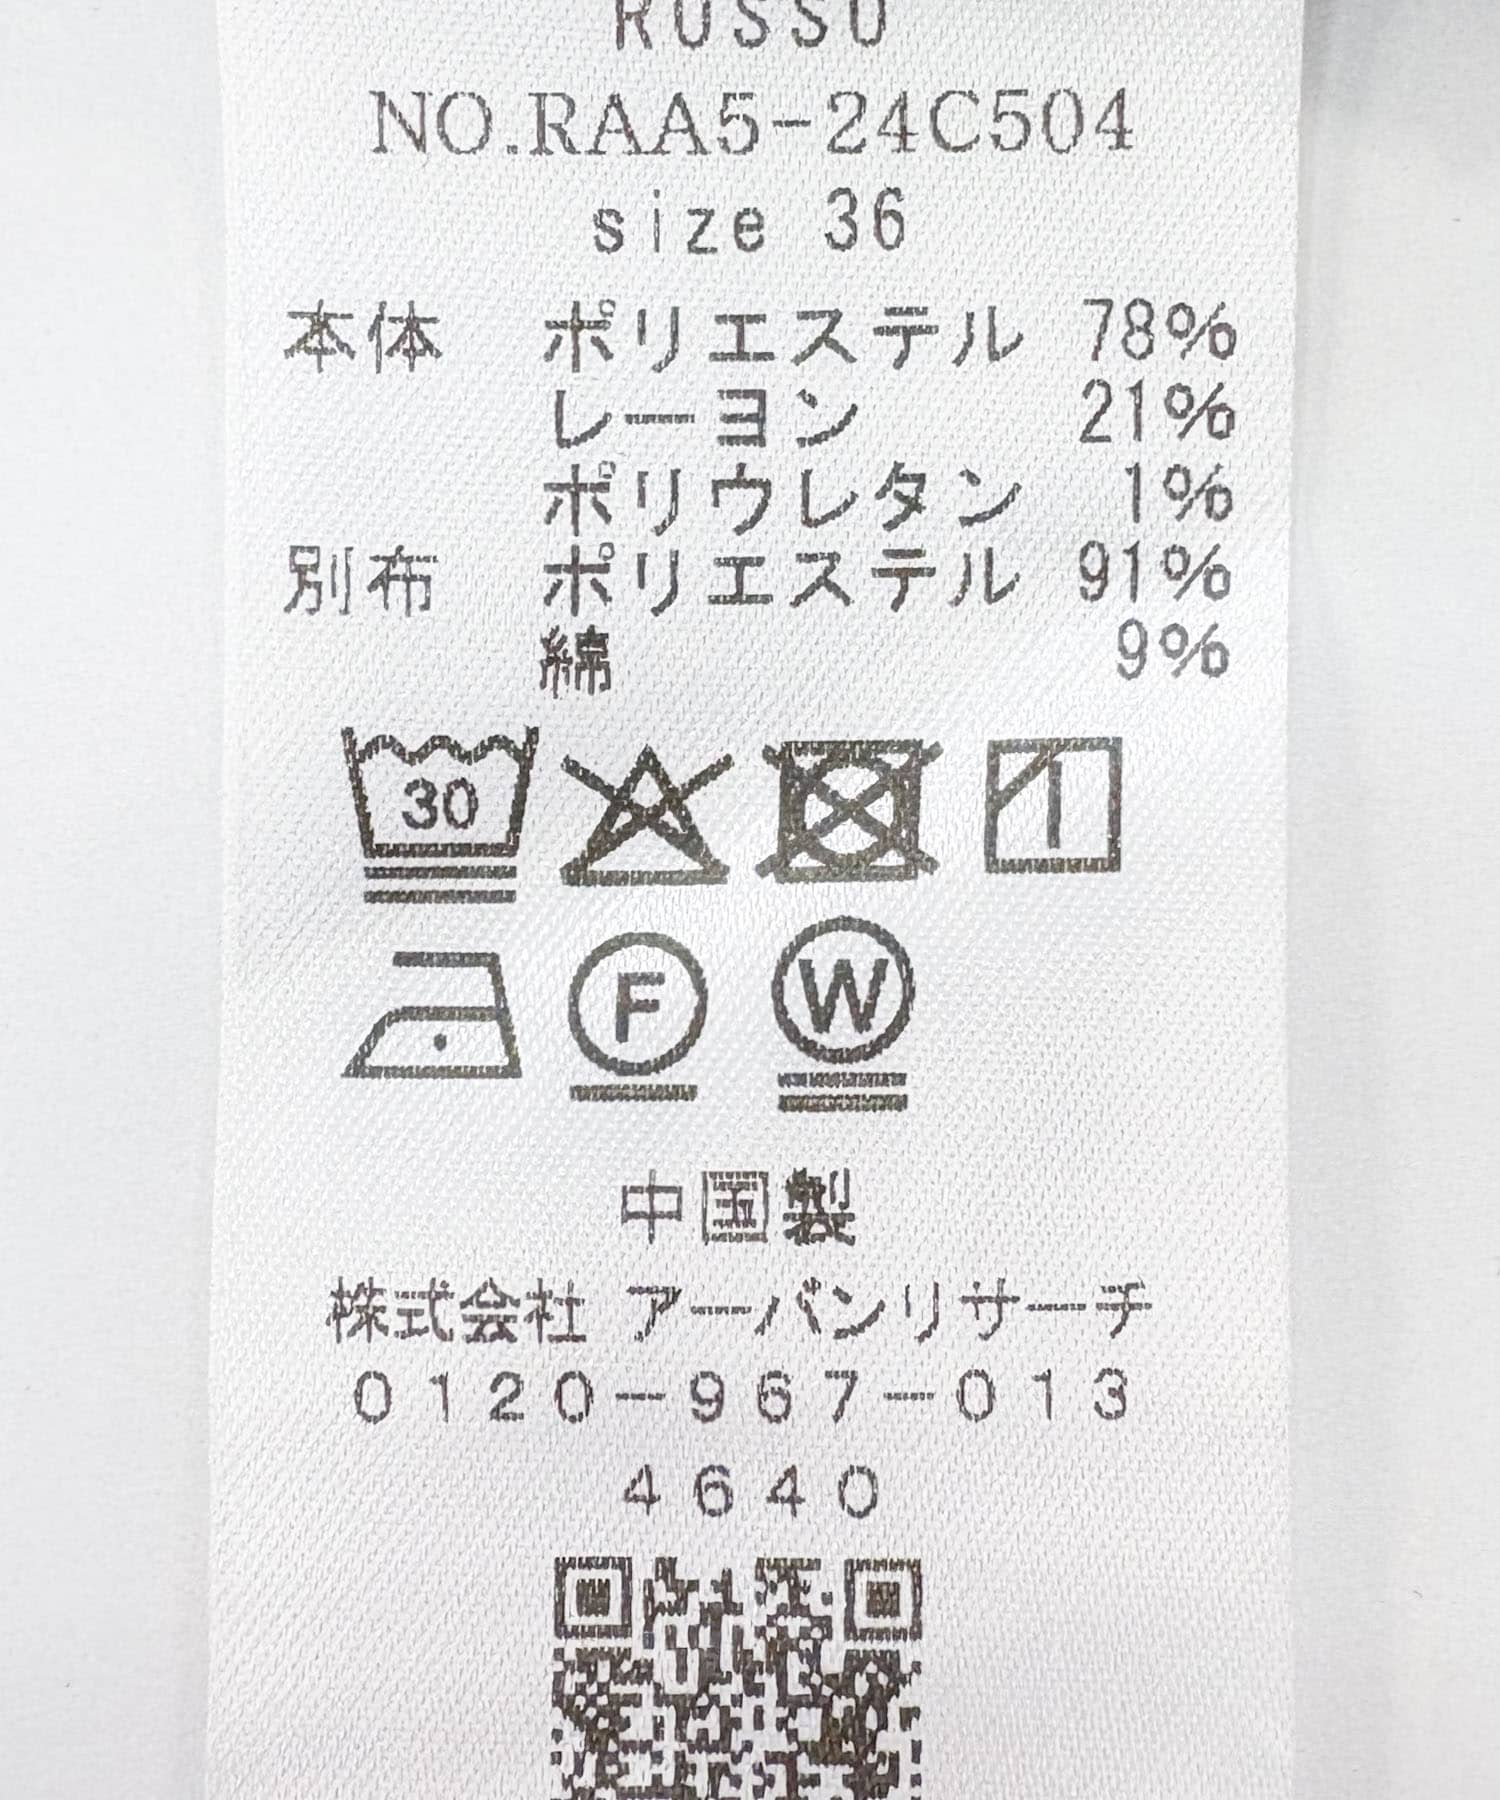 ROSSO
NO.RAA5-24C504
size 36
本体 ポリエステル 78%
レーヨン 21%
ポリウレタン 1%
別布 ポリエステル 91%
綿 9%
30
F
W
中国製
株式会社 アーバンリサーチ
0120-967-013
4640